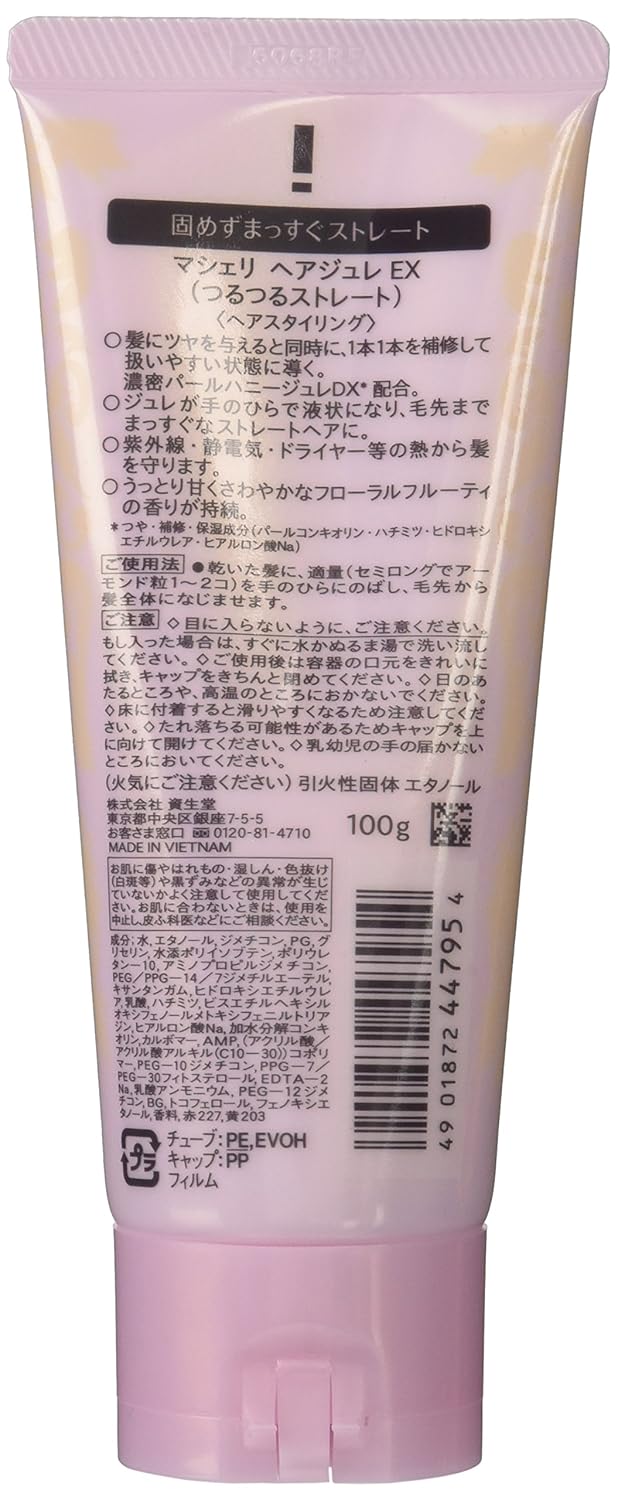 !
固めずまっすぐストレート
マシェリ ヘアジュレ EX
(つるつるストレート)
〈ヘアスタイリング〉
○髪にツヤを与えると同時に、1本1本を補修して
扱いやすい状態に導く。
濃密パールハニージュレDX* 配合。
○ジュレが手のひらで液状になり、毛先まで
まっすぐなストレートヘアに。
○紫外線・静電気・ドライヤー等の熱から髪
を守ります。
○うっとり甘くさわやかなフローラルフルーティ
の香りが持続。
*つや・補修・保湿成分(パールコンキオリン・ハチミツ・ヒドロキシ
エチルウレア・ヒアルロン酸Na)
ご使用法 ●乾いた髪に、適量(セミロングでアー
モンド粒1〜2コ)を手のひらにのばし、毛先から
髪全体になじませます。
ご注意 ◇目に入らないように、ご注意ください。
もし入った場合は、すぐに水かぬるま湯で洗い流し
てください。◇ご使用後は容器の口元をきれいに
拭き、キャップをきちんと閉めてください。◇日のあ
たるところや、高温のところにおかないでください。
◇床に付着すると滑りやすくなるため注意してくだ
さい。◇たれ落ちる可能性があるためキャップを上
に向けて開けてください。◇乳幼児の手の届かない
ところにおいてください。
(火気にご注意ください) 引火性固体 エタノール
株式会社 資生堂
東京都中央区銀座7-5-5
お客さま窓口 0120-81-4710
MADE IN VIETNAM
100g
お肌に傷やはれもの・湿しん・色抜け
(白斑等)や黒ずみなどの異常が生じ
ていないかよく注意して使用してくだ
さい。お肌に合わないときは、使用を
中止し、皮ふ科医などにご相談ください。
成分;水、エタノール、ジメチコン、PG、グ
リセリン、水添ポリイソブテン、ポリウレ
タン-10、アミノプロピルジメチコン、
PEG/PPG-14/7ジメチルエーテル、
キサンタンガム、ヒドロキシエチルウレ
ア、乳酸、ハチミツ、ビスエチルヘキシル
オキシフェノールメトキシフェニルトリア
ジン、ヒアルロン酸Na、加水分解コンキ
オリン、カルボマー、AMP、(アクリル酸/
アクリル酸アルキル(C10-30))コポリ
マー、PEG-10ジメチコン、PPG-7/
PEG-30フィトステロール、EDTA-2
Na、乳酸アンモニウム、PEG-12ジメ
チコン、BG、トコフェロール、フェノキシエ
タノール、香料、赤227、黄203
4 901872 447954
プラ
チューブ:PE,EVOH
キャップ:PP
フィルム